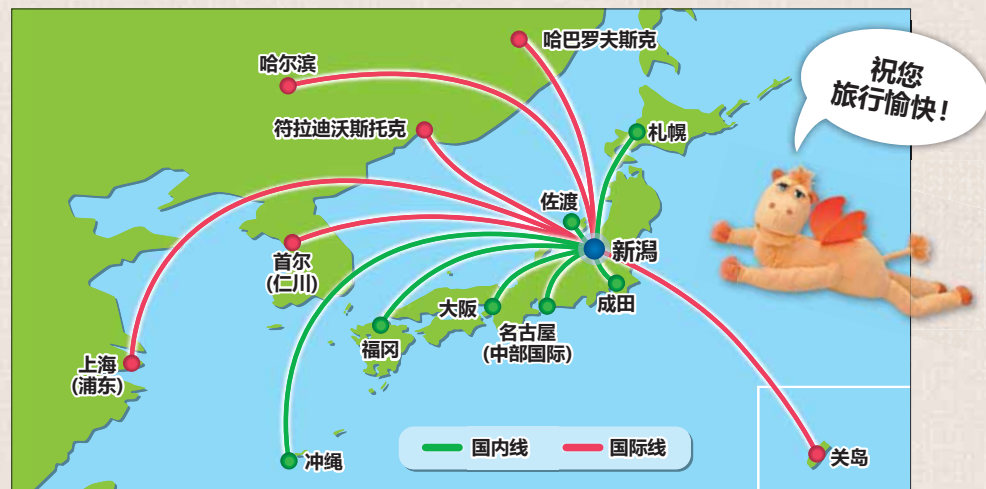 哈巴罗夫斯克
哈尔滨
祝您
旅行愉快!
符拉迪沃斯托克
札幌
佐渡
新潟
首尔
(仁川)
成田
大阪
名古屋
(中部国际)
福冈
上海
(浦东)
国内线
国际线
冲绳
关岛